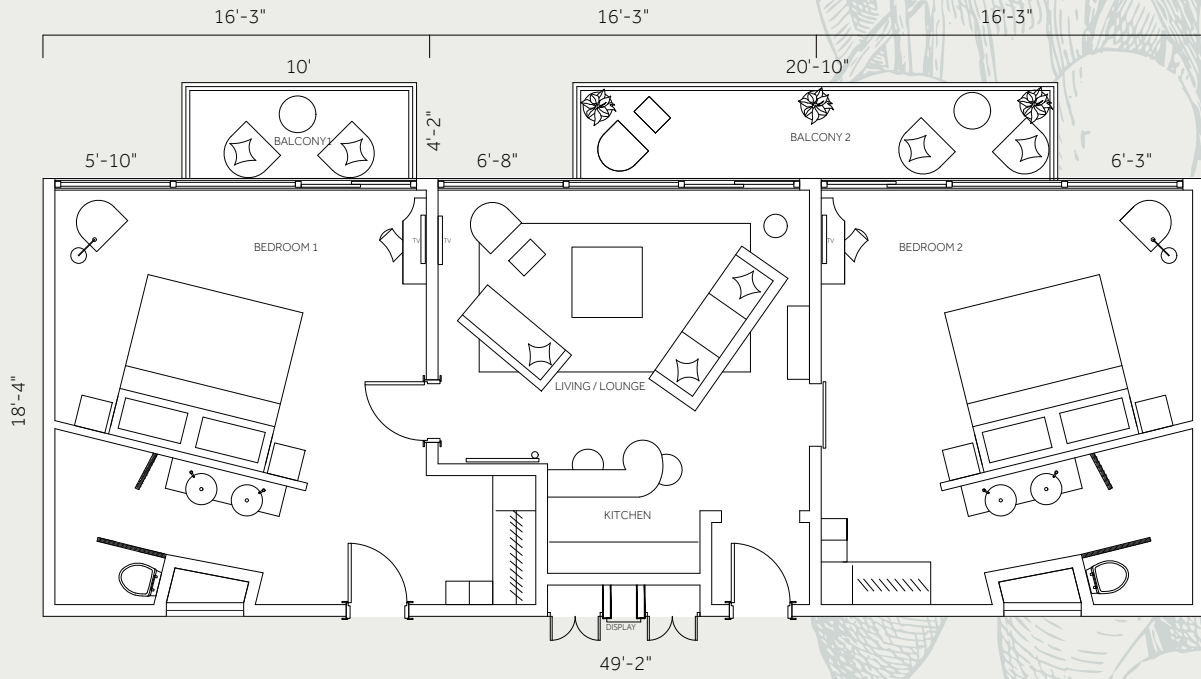 16'-3"
16'-3"
16'-3"
10'
20'-10"
4'-2"
BALCONY1
BALCONY 2
5'-10"
6'-8"
6'-3"
BEDROOM 1
TV
TV
TV
BEDROOM 2
18'-4"
LIVING / LOUNGE
KITCHEN
DISPLAY
49'-2"